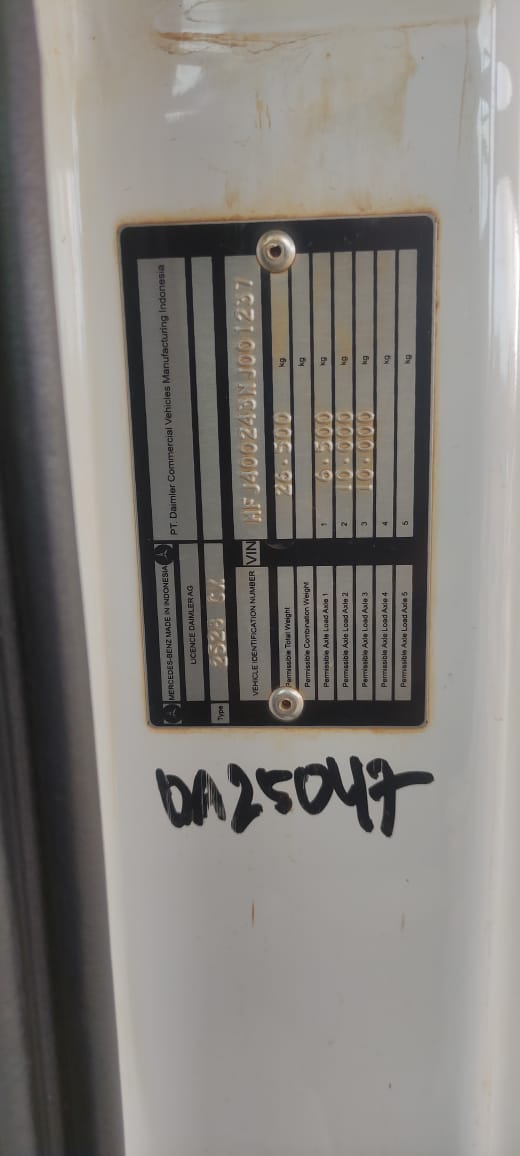 MERCEDES-BENZ MADE IN INDONESIA
PT. Daimler Commercial Vehicles Manufacturing Indonesia
LICENCE DAIMLER AG
Type 2528 CX
VEHICLE IDENTIFICATION NUMBER VIN MFJ400243NJ001237
Permissible Total Weight 26.500 kg
Permissible Combination Weight kg
Permissible Axle Load Axle 1 1 6.500 kg
Permissible Axle Load Axle 2 2 10.000 kg
Permissible Axle Load Axle 3 3 10.000 kg
Permissible Axle Load Axle 4 4 kg
Permissible Axle Load Axle 5 5 kg
DA25047